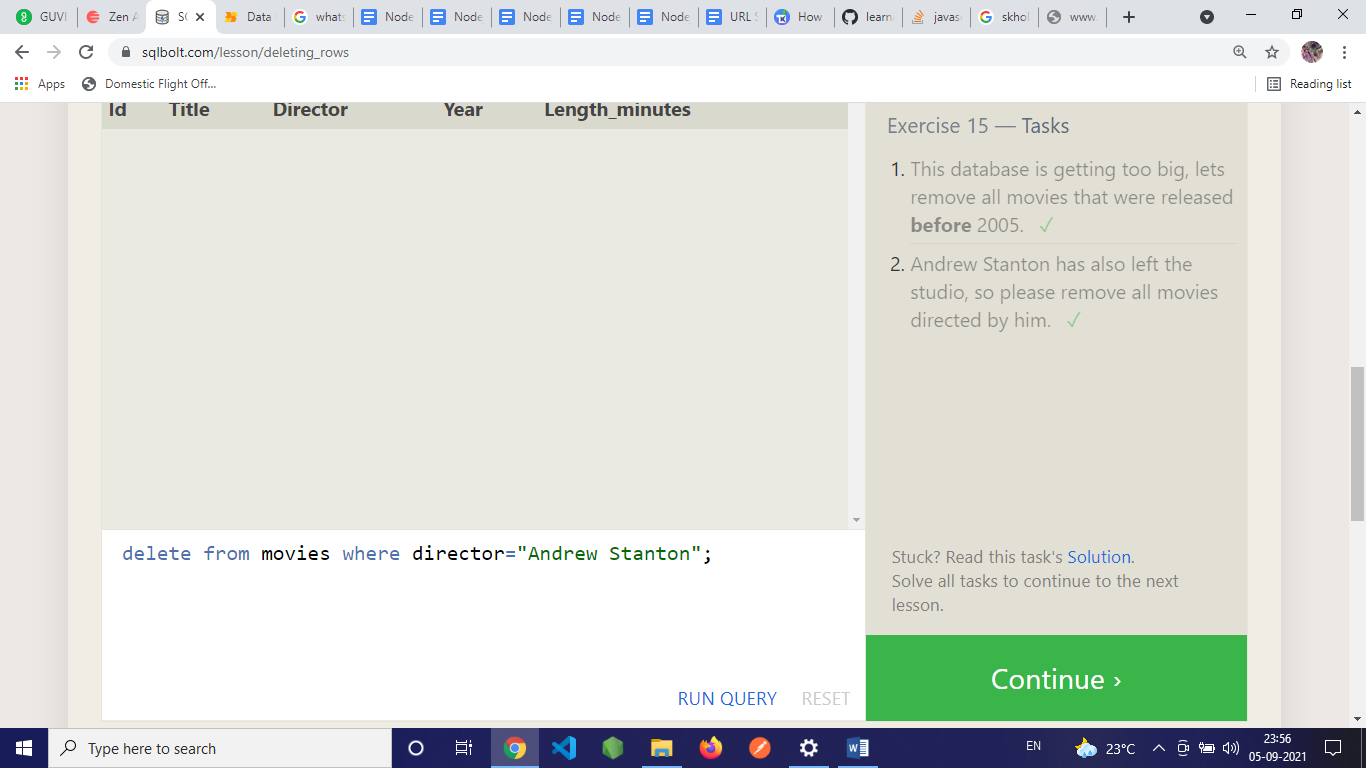 GUVI
Zen A
SQ
Data
what
Node
Node
Node
Node
Node
URL S
How
learn
javas
skhol
www.
sqlbolt.com/lesson/deleting_rows
Apps
Domestic Flight Off...
Reading list
Id Title Director Year Length_minutes
Exercise 15 — Tasks
1. This database is getting too big, lets
remove all movies that were released
before 2005. ✓
2. Andrew Stanton has also left the
studio, so please remove all movies
directed by him. ✓
delete from movies where director="Andrew Stanton";
Stuck? Read this task's Solution.
Solve all tasks to continue to the next
lesson.
RUN QUERY RESET
Continue ›
Type here to search
EN
23°C
23:56
05-09-2021